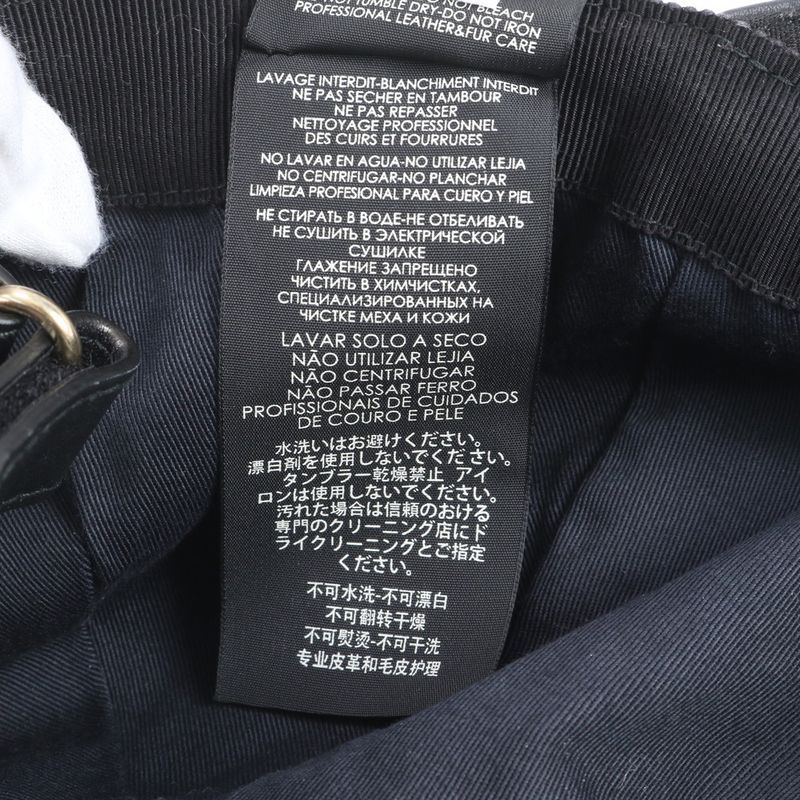 NOT BLEACH
TUMBLE DRY-DO NOT IRON
PROFESSIONAL LEATHER&FUR CARE
LAVAGE INTERDIT-BLANCHIMENT INTERDIT
NE PAS SECHER EN TAMBOUR
NE PAS REPASSER
NETTOYAGE PROFESSIONNEL
DES CUIRS ET FOURRURES
NO LAVAR EN AGUA-NO UTILIZAR LEJIA
NO CENTRIFUGAR-NO PLANCHAR
LIMPIEZA PROFESIONAL PARA CUERO Y PIEL
НЕ СТИРАТЬ В ВОДЕ-НЕ ОТБЕЛИВАТЬ
НЕ СУШИТЬ В ЭЛЕКТРИЧЕСКОЙ
СУШИЛКЕ
ГЛАЖЕНИЕ ЗАПРЕЩЕНО
ЧИСТИТЬ В ХИМЧИСТКАХ,
СПЕЦИАЛИЗИРОВАННЫХ НА
ЧИСТКЕ МЕХА И КОЖИ
LAVAR SOLO A SECO
NÃO UTILIZAR LEJIA
NÃO CENTRIFUGAR
NÃO PASSAR FERRO
PROFISSIONAIS DE CUIDADOS
DE COURO E PELE
水洗いはお避けください。
漂白剤を使用しないでください。
タンブラー乾燥禁止 アイ
ロンは使用しないでください。
汚れた場合は信頼のおける
専門のクリーニング店にド
ライクリーニングとご指定
ください。
不可水洗-不可漂白
不可翻转干燥
不可熨烫-不可干洗
专业皮革和毛皮护理